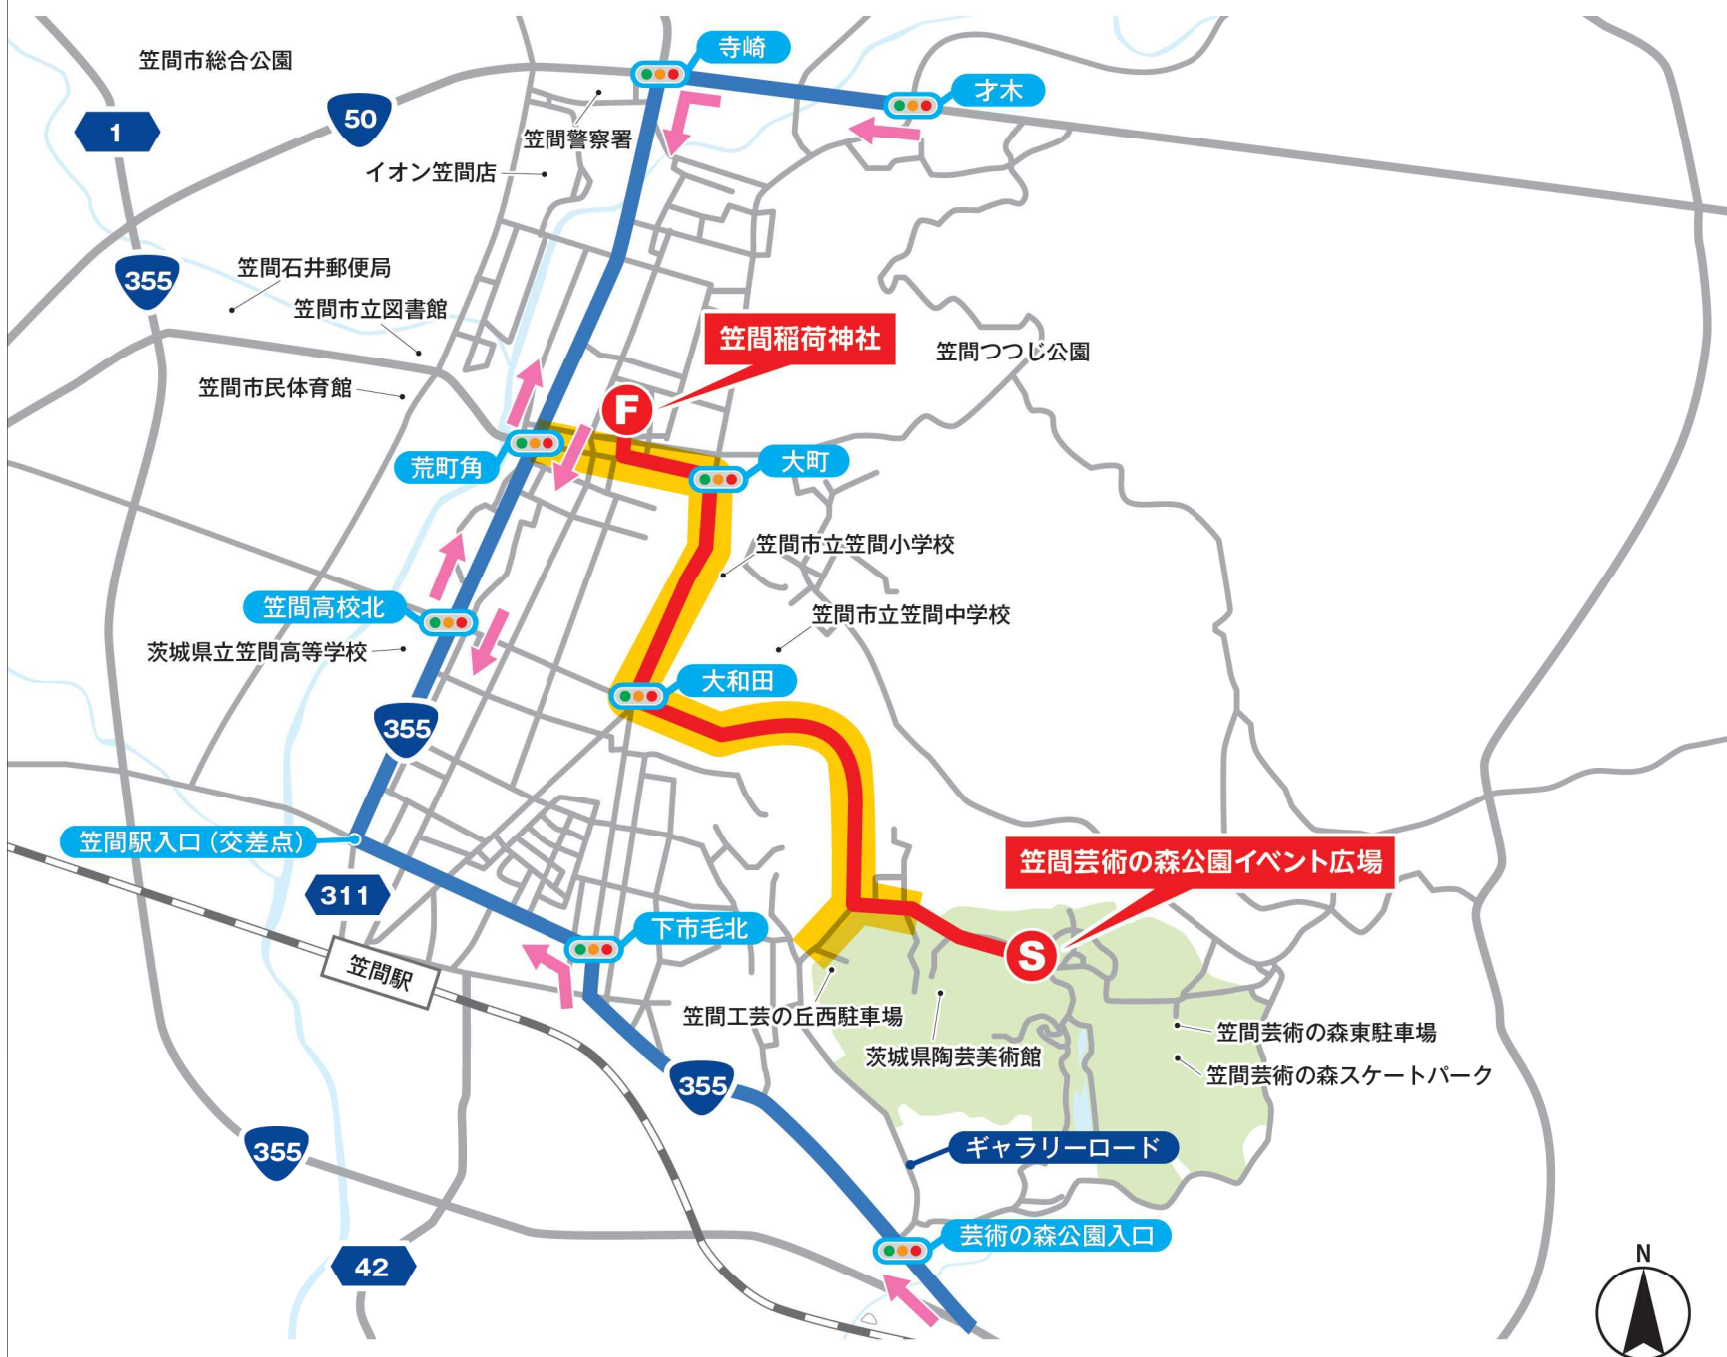 寺崎
笠間市総合公園
才木
50
1
笠間警察署
イオン笠間店
笠間石井郵便局
355
笠間市立図書館
笠間稲荷神社
笠間つつじ公園
笠間市民体育館
F
荒町角
大町
笠間市立笠間小学校
笠間高校北
笠間市立笠間中学校
茨城県立笠間高等学校
大和田
355
笠間駅入口(交差点)
笠間芸術の森公園イベント広場
311
下市毛北
S
笠間駅
笠間工芸の丘西駐車場
笠間芸術の森東駐車場
茨城県陶芸美術館
笠間芸術の森スケートパーク
355
ギャラリーロード
355
芸術の森公園入口
42
N